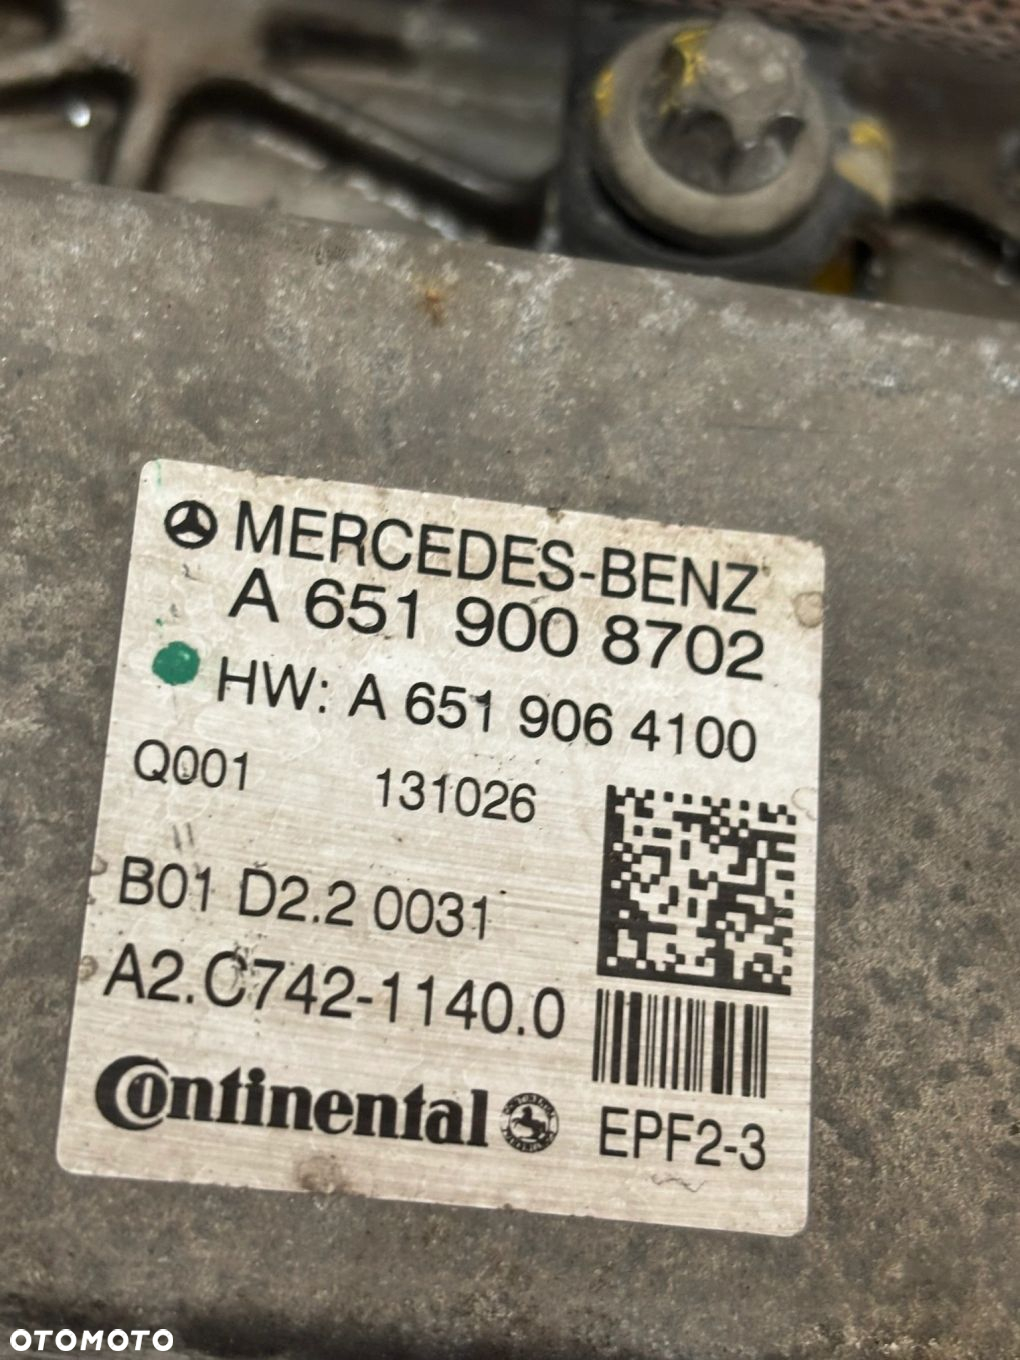 MERCEDES-BENZ
A 651 900 8702
HW: A 651 906 4100
Q001 131026
B01 D2.2 0031
A2.C742-1140.0
Continental
EPF2-3
OTOMOTO